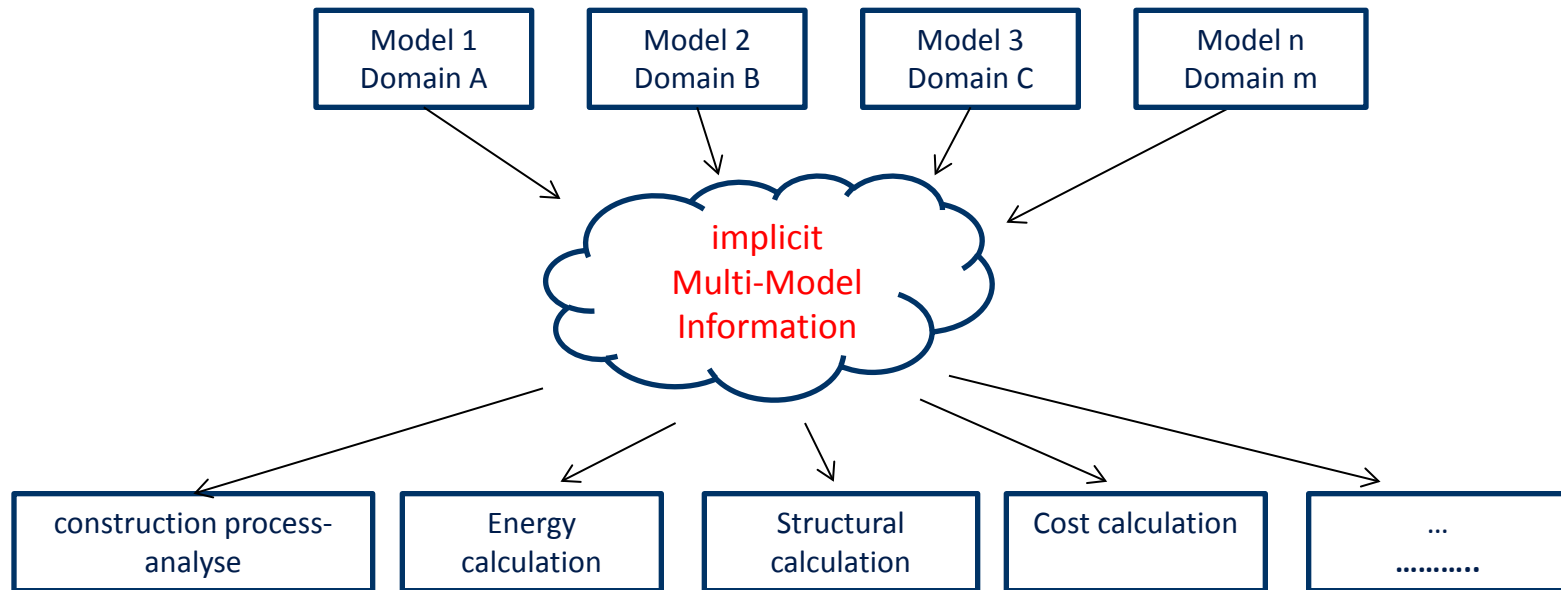 Model 1
Domain A
Model 2
Domain B
Model 3
Domain C
Model n
Domain m
implicit
Multi-Model
Information
construction process-
analyse
Energy
calculation
Structural
calculation
Cost calculation
...
………..